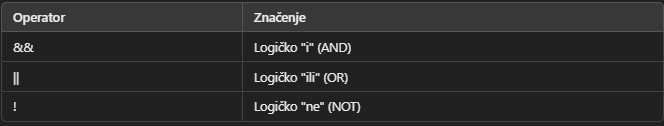 Operator Značenje
&& Logičko "i" (AND)
|| Logičko "ili" (OR)
! Logičko "ne" (NOT)